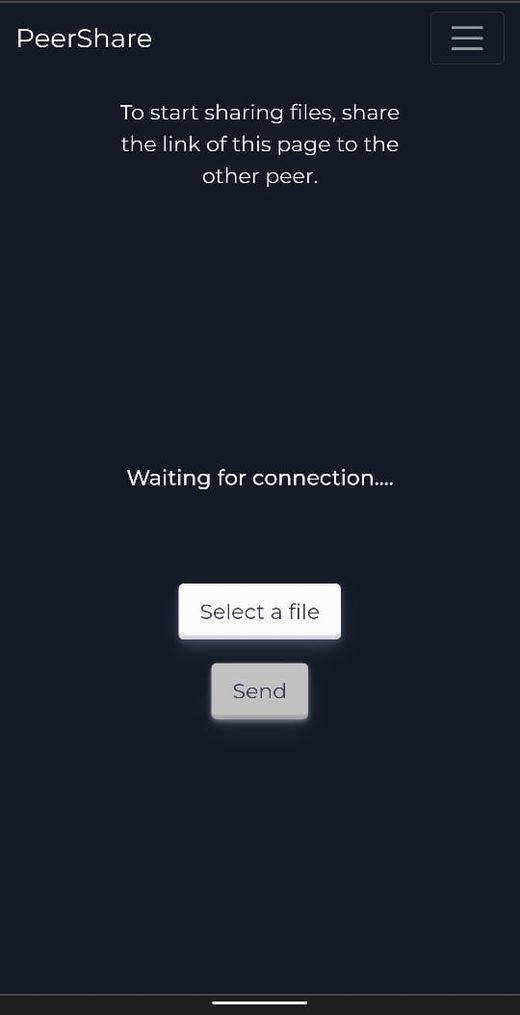 PeerShare
To start sharing files, share
the link of this page to the
other peer.
Waiting for connection....
Select a file
Send